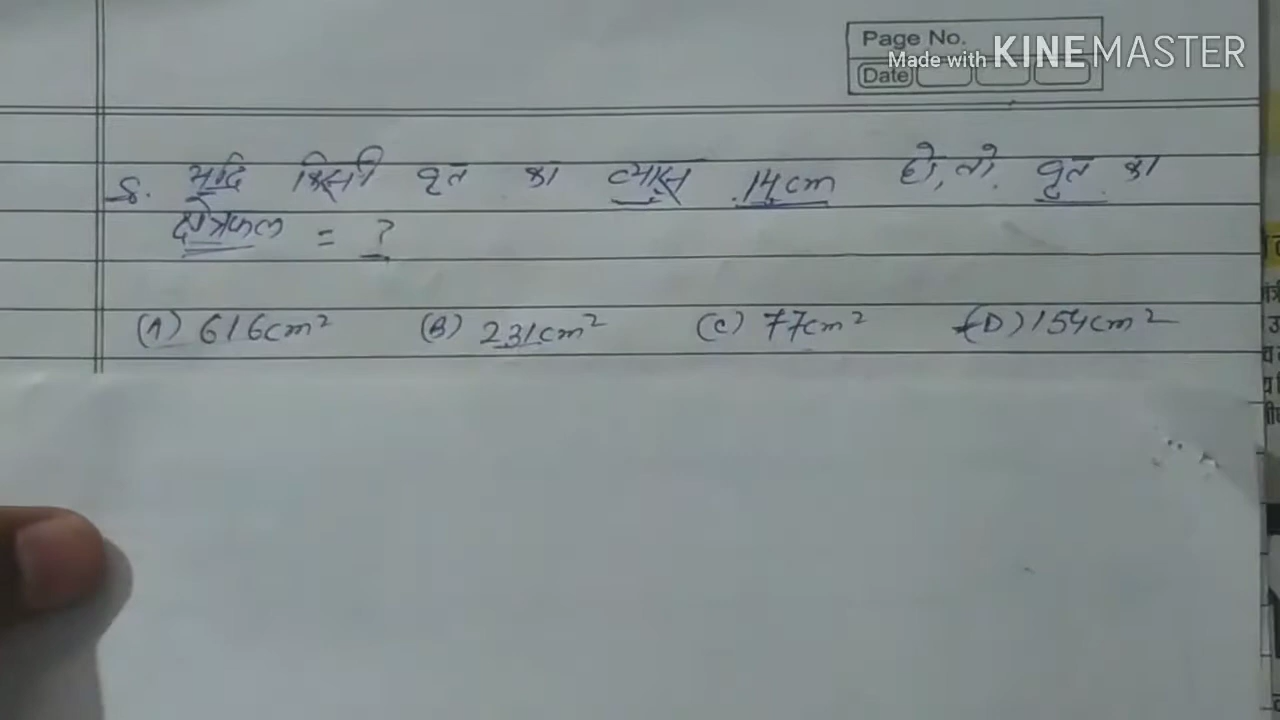 Page No.
Made with KINEMASTER
Date
8. यदि किसी वृत का व्यास 14cm हो, तो वृत का
क्षेत्रफल = ?
(A) 616cm² (B) 231cm² (C) 77cm² (D) 154cm²